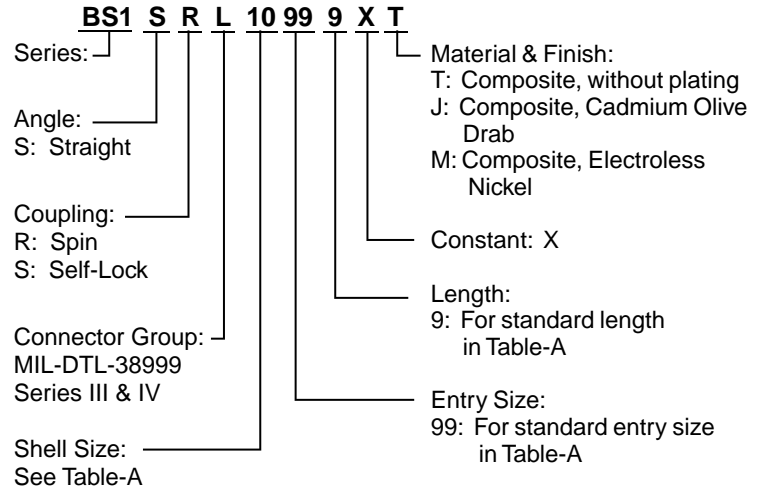 BS1 S R L 10 99 9 X T
Series:
Angle:
S: Straight
Coupling:
R: Spin
S: Self-Lock
Connector Group:
MIL-DTL-38999
Series III & IV
Shell Size:
See Table-A
Material & Finish:
T: Composite, without plating
J: Composite, Cadmium Olive
Drab
M: Composite, Electroless
Nickel
Constant: X
Length:
9: For standard length
in Table-A
Entry Size:
99: For standard entry size
in Table-A